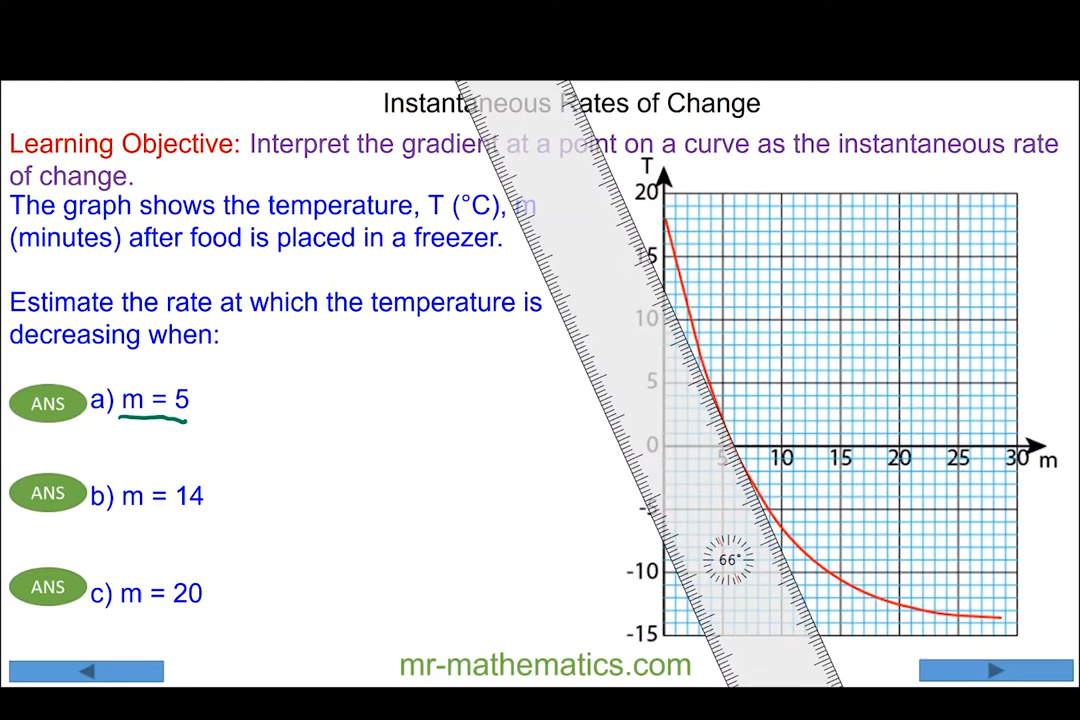 Instantaneous Rates of Change
Learning Objective: Interpret the gradient at a point on a curve as the instantaneous rate
of change.
The graph shows the temperature, T (°C), m
(minutes) after food is placed in a freezer.
Estimate the rate at which the temperature is
decreasing when:
ANS a) m = 5
ANS b) m = 14
ANS c) m = 20
T
20
15
10
5
0
-5
-10
-15
5 10 15 20 25 30 m
66°
mr-mathematics.com